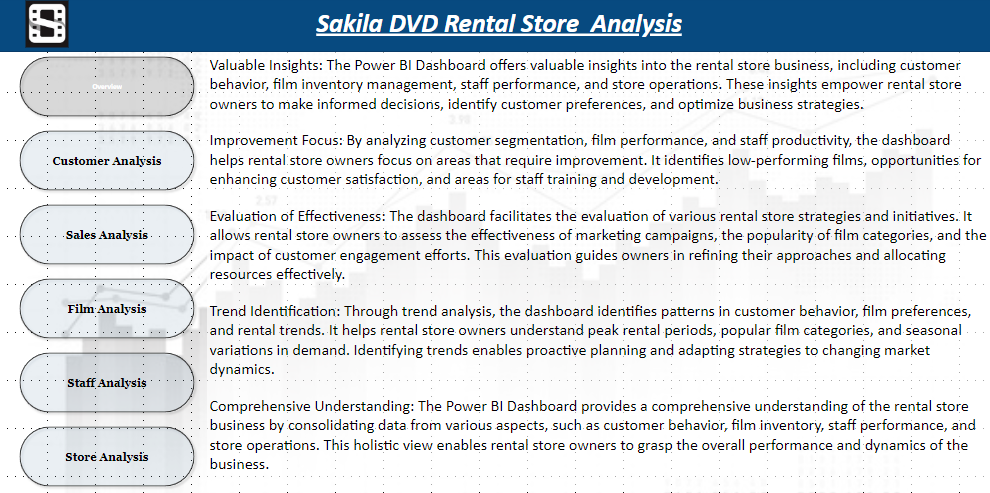 Sakila DVD Rental Store Analysis
Overview
Customer Analysis
Sales Analysis
Film Analysis
Staff Analysis
Store Analysis
Valuable Insights: The Power BI Dashboard offers valuable insights into the rental store business, including customer
behavior, film inventory management, staff performance, and store operations. These insights empower rental store
owners to make informed decisions, identify customer preferences, and optimize business strategies.
3.98
Improvement Focus: By analyzing customer segmentation, film performance, and staff productivity, the dashboard
helps rental store owners focus on areas that require improvement. It identifies low-performing films, opportunities for
enhancing customer satisfaction, and areas for staff training and development.
2.57
Evaluation of Effectiveness: The dashboard facilitates the evaluation of various rental store strategies and initiatives. It
allows rental store owners to assess the effectiveness of marketing campaigns, the popularity of film categories, and the
impact of customer engagement efforts. This evaluation guides owners in refining their approaches and allocating
resources effectively.
Trend Identification: Through trend analysis, the dashboard identifies patterns in customer behavior, film preferences,
and rental trends. It helps rental store owners understand peak rental periods, popular film categories, and seasonal
variations in demand. Identifying trends enables proactive planning and adapting strategies to changing market
dynamics.
Comprehensive Understanding: The Power BI Dashboard provides a comprehensive understanding of the rental store
business by consolidating data from various aspects, such as customer behavior, film inventory, staff performance, and
store operations. This holistic view enables rental store owners to grasp the overall performance and dynamics of the
business.